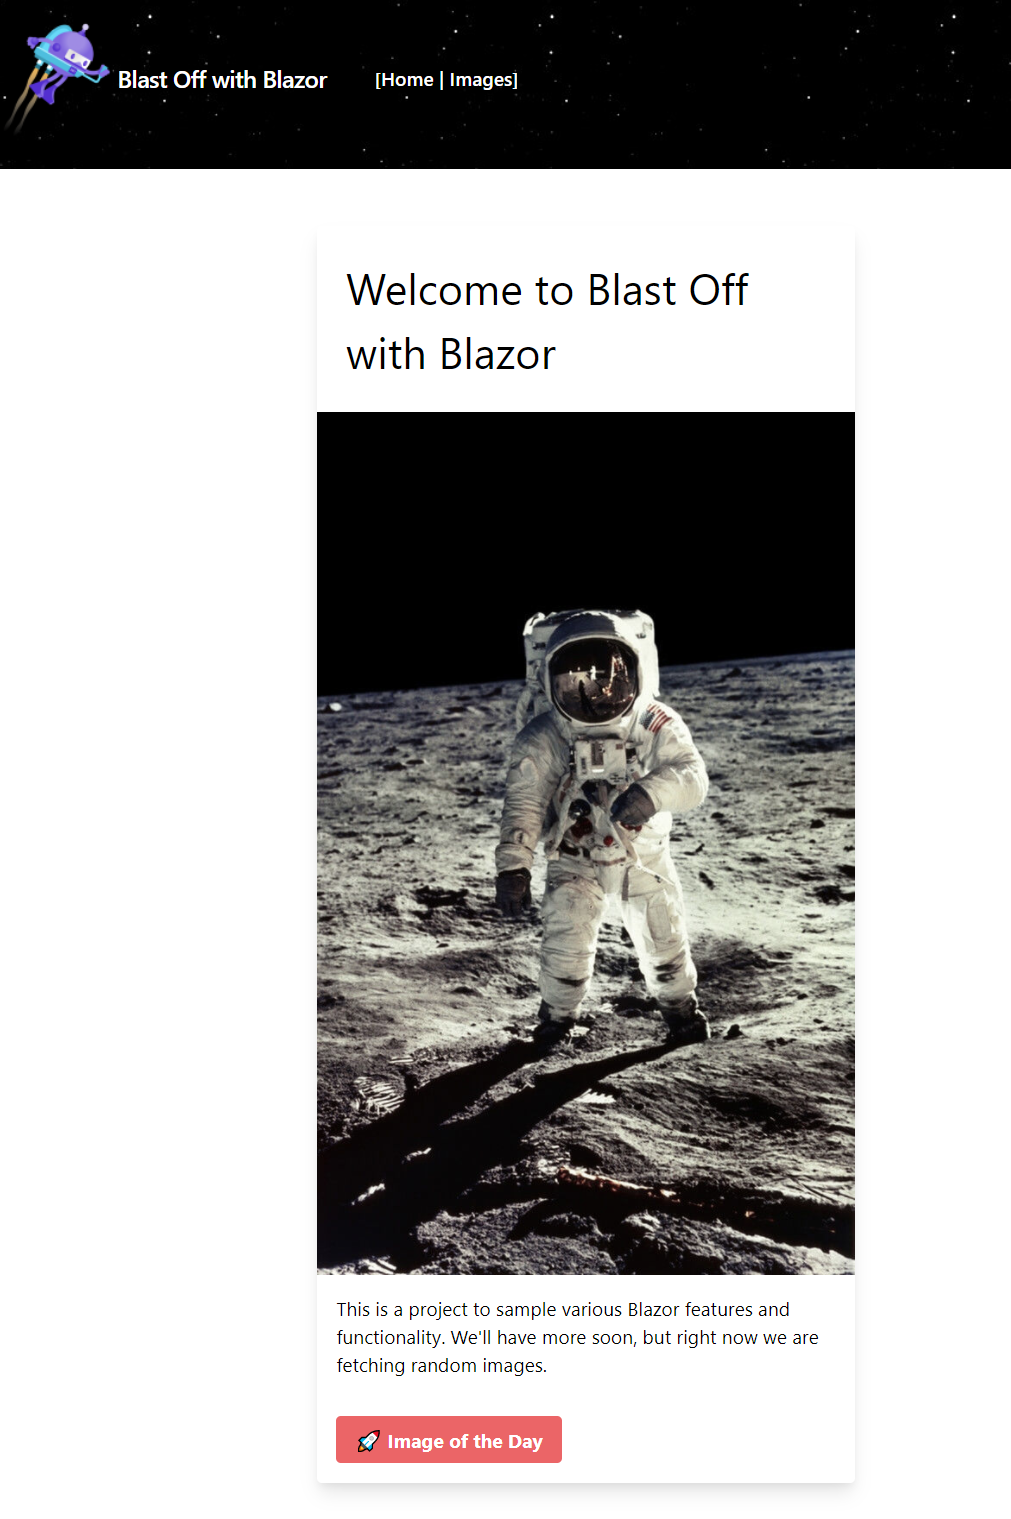 Blast Off with Blazor
[Home | Images]
Welcome to Blast Off
with Blazor
This is a project to sample various Blazor features and
functionality. We'll have more soon, but right now we are
fetching random images.
🚀 Image of the Day